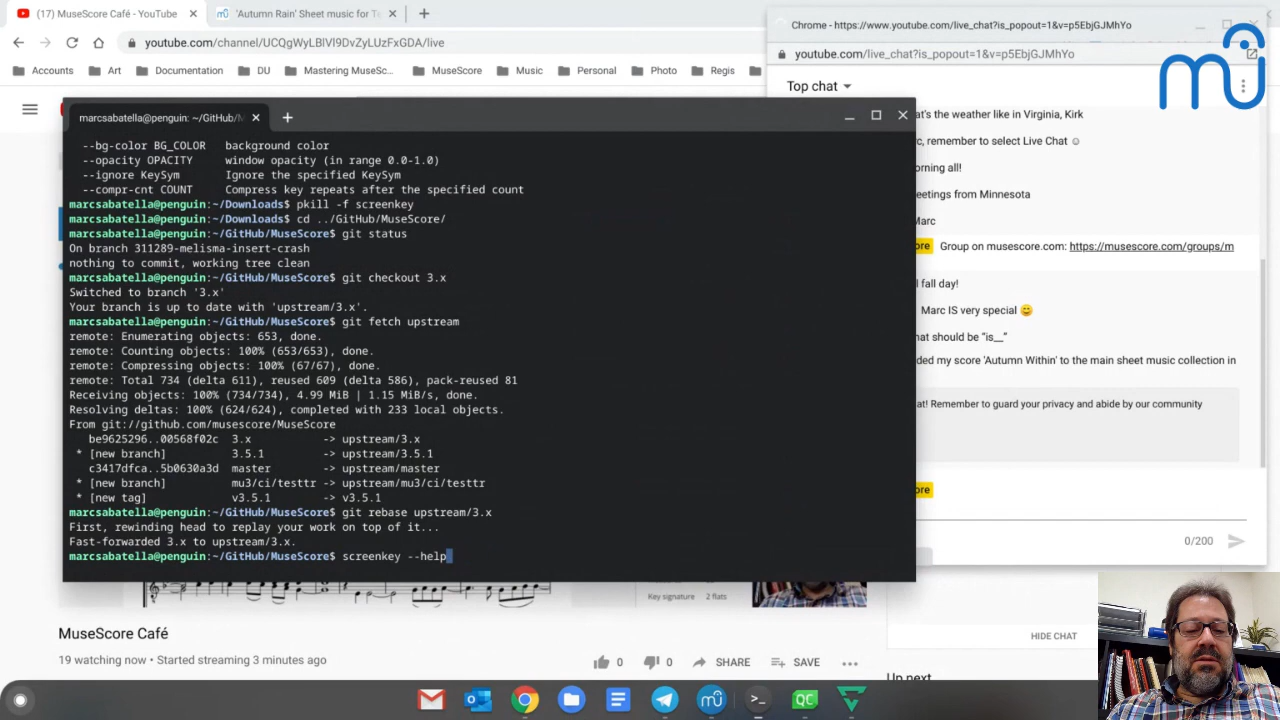 (17) MuseScore Café - YouTube
'Autumn Rain' Sheet music for Te
Chrome - https://www.youtube.com/live_chat?is_popout=1&v=p5EbjGJMhYo
youtube.com/channel/UCQgWyLBlVl9DvZyLUzFxGDA/live
youtube.com/live_chat?is_popout=1&v=p5EbjGJMhYo
Accounts
Art
Documentation
DU
Mastering MuseSc...
MuseScore
Music
Personal
Photo
Regis
Top chat
marcsabatella@penguin: ~/GitHub/M
--bg-color BG_COLOR background color
--opacity OPACITY window opacity (in range 0.0-1.0)
--ignore KeySym Ignore the specified KeySym
--compr-cnt COUNT Compress key repeats after the specified count
marcsabatella@penguin:~/Downloads$ pkill -f screenkey
marcsabatella@penguin:~/Downloads$ cd ../GitHub/MuseScore/
marcsabatella@penguin:~/GitHub/MuseScore$ git status
On branch 311289-melisma-insert-crash
nothing to commit, working tree clean
marcsabatella@penguin:~/GitHub/MuseScore$ git checkout 3.x
Switched to branch '3.x'
Your branch is up to date with 'upstream/3.x'.
marcsabatella@penguin:~/GitHub/MuseScore$ git fetch upstream
remote: Enumerating objects: 653, done.
remote: Counting objects: 100% (653/653), done.
remote: Compressing objects: 100% (67/67), done.
remote: Total 734 (delta 611), reused 609 (delta 586), pack-reused 81
Receiving objects: 100% (734/734), 4.99 MiB | 1.15 MiB/s, done.
Resolving deltas: 100% (624/624), completed with 233 local objects.
From git://github.com/musescore/MuseScore
be9625296..00568f02c 3.x -> upstream/3.x
* [new branch] 3.5.1 -> upstream/3.5.1
c3417dfca..5b0630a3d master -> upstream/master
* [new branch] mu3/ci/testtr -> upstream/mu3/ci/testtr
* [new tag] v3.5.1 -> v3.5.1
marcsabatella@penguin:~/GitHub/MuseScore$ git rebase upstream/3.x
First, rewinding head to replay your work on top of it...
Fast-forwarded 3.x to upstream/3.x.
marcsabatella@penguin:~/GitHub/MuseScore$ screenkey --help
at's the weather like in Virginia, Kirk
rc, remember to select Live Chat ☺
orning all!
eetings from Minnesota
Marc
ore Group on musescore.com: https://musescore.com/groups/m
l fall day!
Marc IS very special 😊
hat should be "is__"
ded my score 'Autumn Within' to the main sheet music collection in
at! Remember to guard your privacy and abide by our community
ore
0/200
Key signature 2 flats
MuseScore Café
19 watching now • Started streaming 3 minutes ago
0
0
SHARE
SAVE
HIDE CHAT
Up next
QC